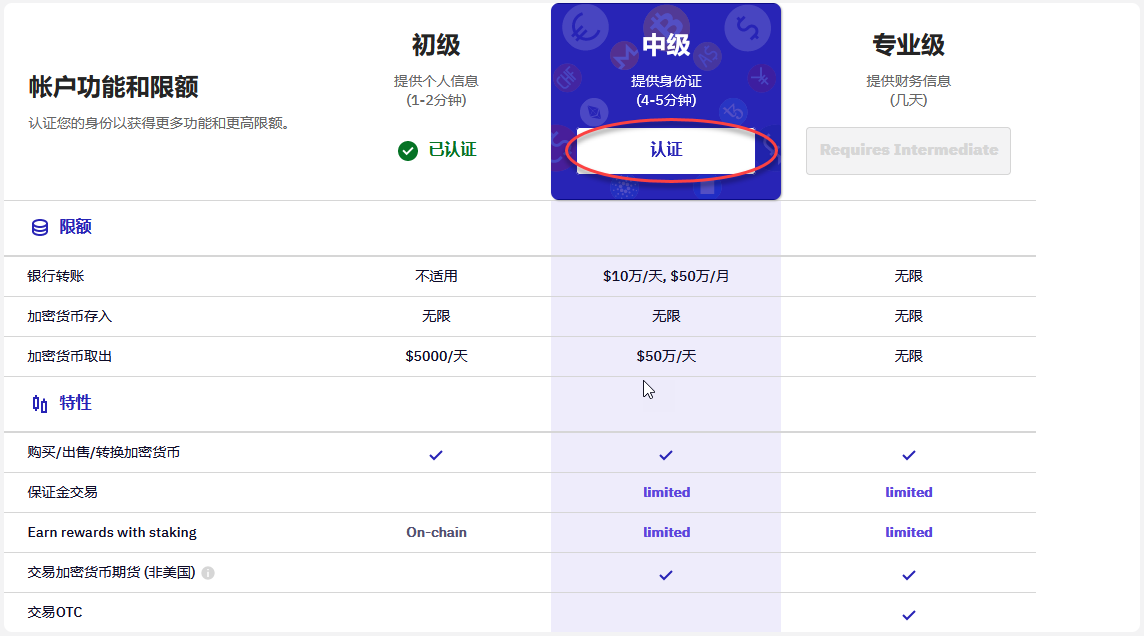 帐户功能和限额
认证您的身份以获得更多功能和更高限额。
初级
提供个人信息
(1-2分钟)
已认证
中级
提供身份证
(4-5分钟)
认证
专业级
提供财务信息
(几天)
Requires Intermediate
限额
银行转账 不适用 $10万/天, $50万/月 无限
加密货币存入 无限 无限 无限
加密货币取出 $5000/天 $50万/天 无限
特性
购买/出售/转换加密货币
保证金交易 limited limited
Earn rewards with staking On-chain limited limited
交易加密货币期货 (非美国)
交易OTC